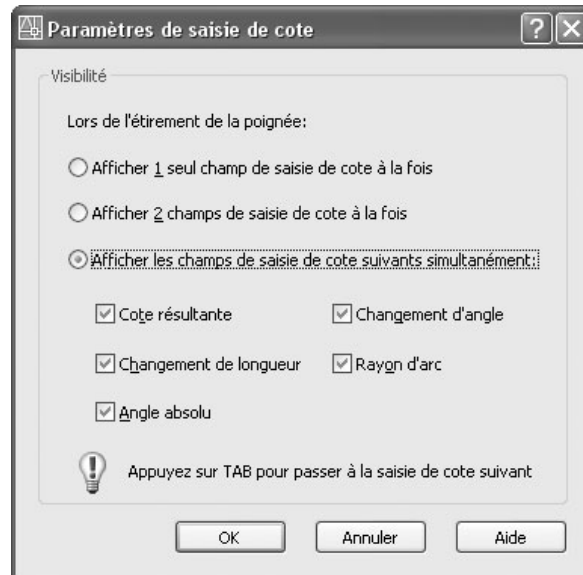 Paramètres de saisie de cote
Visibilité
Lors de l'étirement de la poignée:
Afficher 1 seul champ de saisie de cote à la fois
Afficher 2 champs de saisie de cote à la fois
Afficher les champs de saisie de cote suivants simultanément:
Cote résultante
Changement d'angle
Changement de longueur
Rayon d'arc
Angle absolu
Appuyez sur TAB pour passer à la saisie de cote suivant
OK
Annuler
Aide